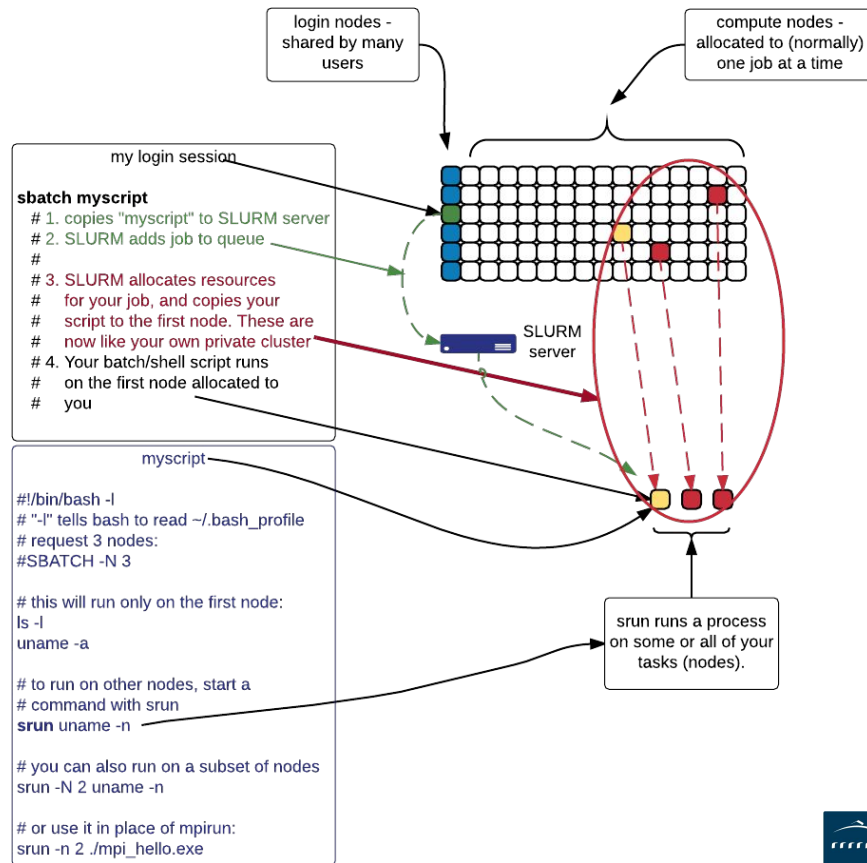 login nodes -
shared by many
users
compute nodes -
allocated to (normally)
one job at a time
my login session
sbatch myscript
# 1. copies "myscript" to SLURM server
# 2. SLURM adds job to queue
#
# 3. SLURM allocates resources
# for your job, and copies your
# script to the first node. These are
# now like your own private cluster
# 4. Your batch/shell script runs
# on the first node allocated to
# you
SLURM
server
myscript
#!/bin/bash -l
# "-l" tells bash to read ~/.bash_profile
# request 3 nodes:
#SBATCH -N 3
# this will run only on the first node:
ls -l
uname -a
# to run on other nodes, start a
# command with srun
srun uname -n
# you can also run on a subset of nodes
srun -N 2 uname -n
# or use it in place of mpirun:
srun -n 2 ./mpi_hello.exe
srun runs a process
on some or all of your
tasks (nodes).